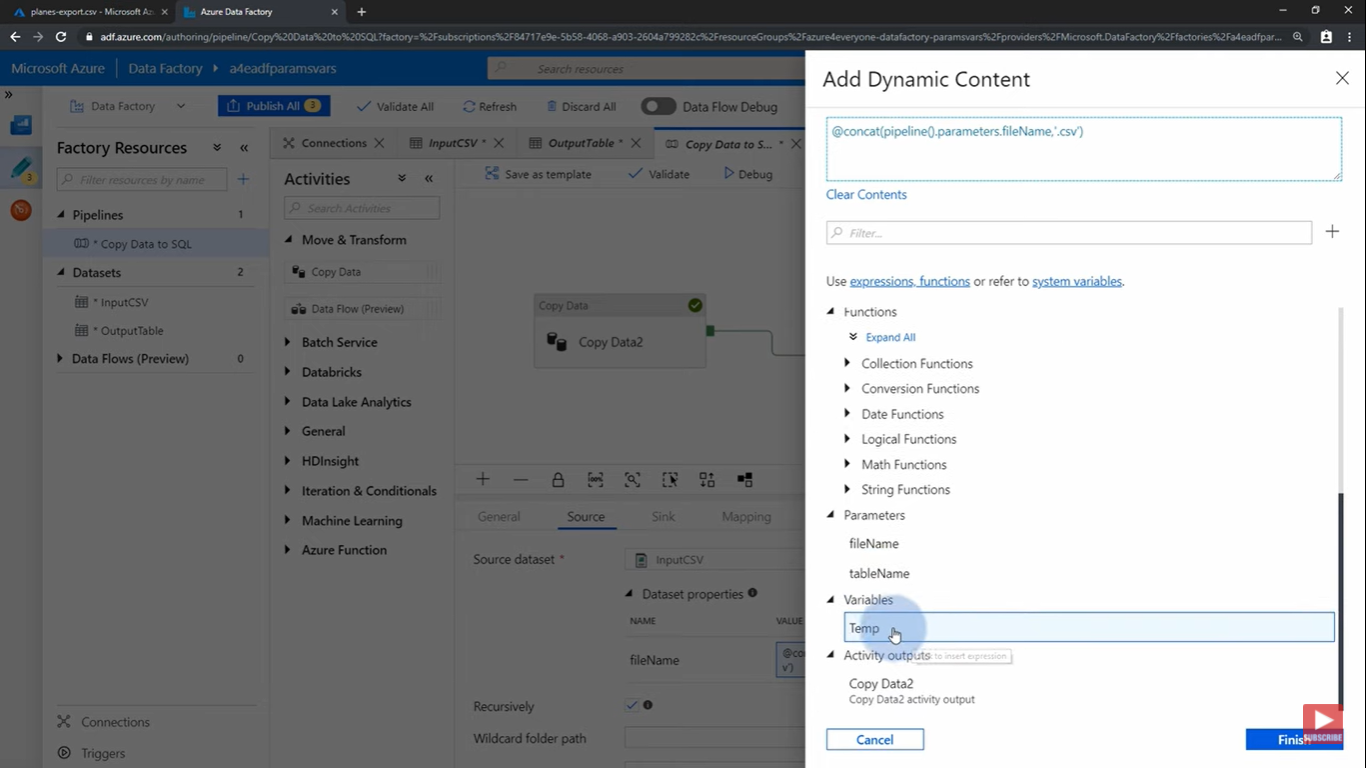 planes-export.csv - Microsoft Az
Azure Data Factory
adf.azure.com/authoring/pipeline/Copy%20Data%20to%20SQL?factory=%2Fsubscriptions%2F84717e9e-5b58-4068-a903-2604a799282c%2FresourceGroups%2Fazure4everyone-datafactory-paramsvars%2Fproviders%2FMicrosoft.DataFactory%2Ffactories%2Fa4eadfpar...
Microsoft Azure
Data Factory
a4eadfparamsvars
Search resources
Data Factory
Publish All 3
Validate All
Refresh
Discard All
Data Flow Debug
3
Factory Resources
Filter resources by name
Pipelines 1
* Copy Data to SQL
Datasets 2
* InputCSV
* OutputTable
Data Flows (Preview) 0
Connections
Triggers
Connections
InputCSV *
OutputTable *
Copy Data to S... *
Activities
Search Activities
Move & Transform
Copy Data
Data Flow (Preview)
Batch Service
Databricks
Data Lake Analytics
General
HDInsight
Iteration & Conditionals
Machine Learning
Azure Function
Save as template
Validate
Debug
Copy Data
Copy Data2
100%
General
Source
Sink
Mapping
Source dataset *
InputCSV
Dataset properties
NAME
VALUE
fileName
@co
v')
Recursively
Wildcard folder path
Add Dynamic Content
@concat(pipeline().parameters.fileName,'.csv')
Clear Contents
Filter...
Use expressions, functions or refer to system variables.
Functions
Expand All
Collection Functions
Conversion Functions
Date Functions
Logical Functions
Math Functions
String Functions
Parameters
fileName
tableName
Variables
Temp
Activity outputs
to insert expression
Copy Data2
Copy Data2 activity output
Cancel
Finish
SUBSCRIBE